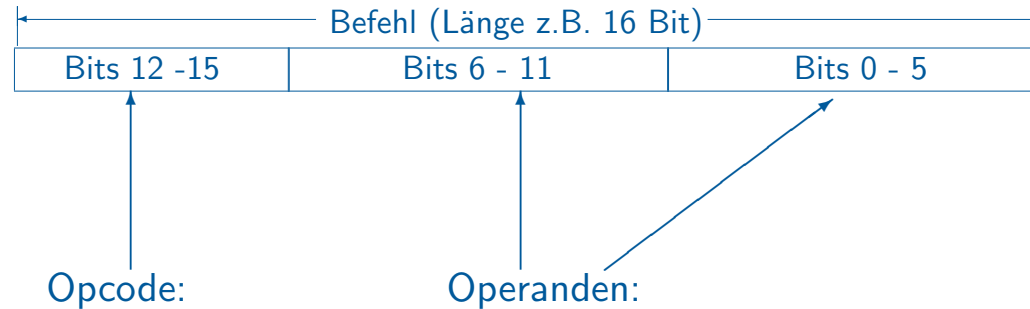 Befehl (Länge z.B. 16 Bit)
Bits 12 -15 Bits 6 - 11 Bits 0 - 5
Opcode: Operanden: